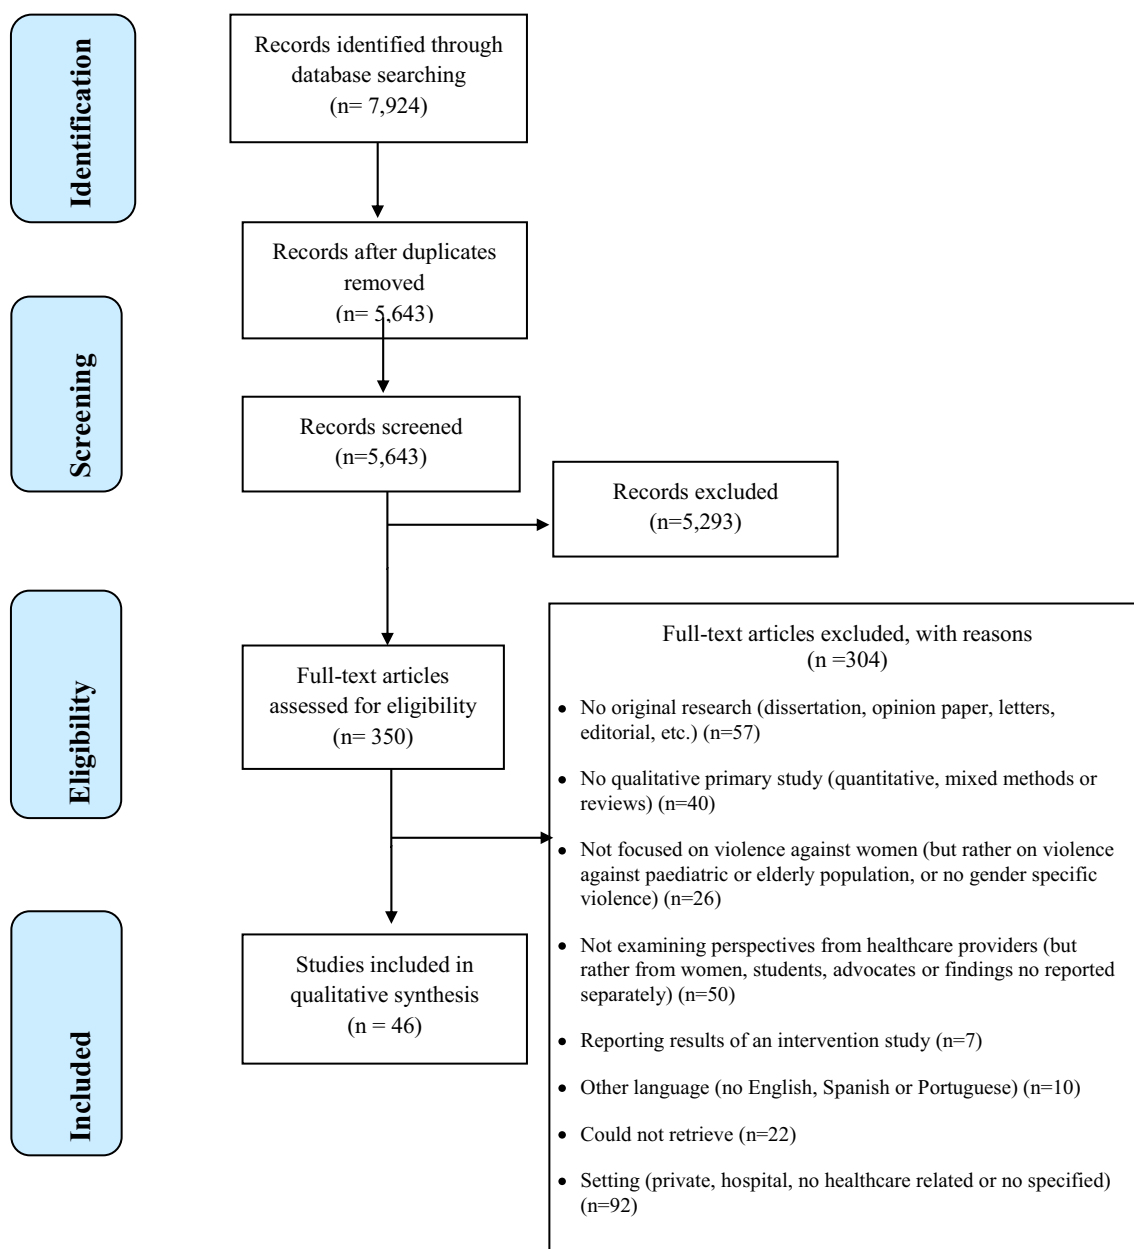 Identification
Records identified through
database searching
(n= 7,924)
Records after duplicates
removed
(n= 5,643)
Screening
Records screened
(n=5,643)
Records excluded
(n=5,293)
Eligibility
Full-text articles
assessed for eligibility
(n= 350)
Full-text articles excluded, with reasons
(n =304)
• No original research (dissertation, opinion paper, letters,
editorial, etc.) (n=57)
• No qualitative primary study (quantitative, mixed methods or
reviews) (n=40)
• Not focused on violence against women (but rather on violence
against paediatric or elderly population, or no gender specific
violence) (n=26)
• Not examining perspectives from healthcare providers (but
rather from women, students, advocates or findings no reported
separately) (n=50)
• Reporting results of an intervention study (n=7)
• Other language (no English, Spanish or Portuguese) (n=10)
• Could not retrieve (n=22)
• Setting (private, hospital, no healthcare related or no specified)
(n=92)
Included
Studies included in
qualitative synthesis
(n = 46)